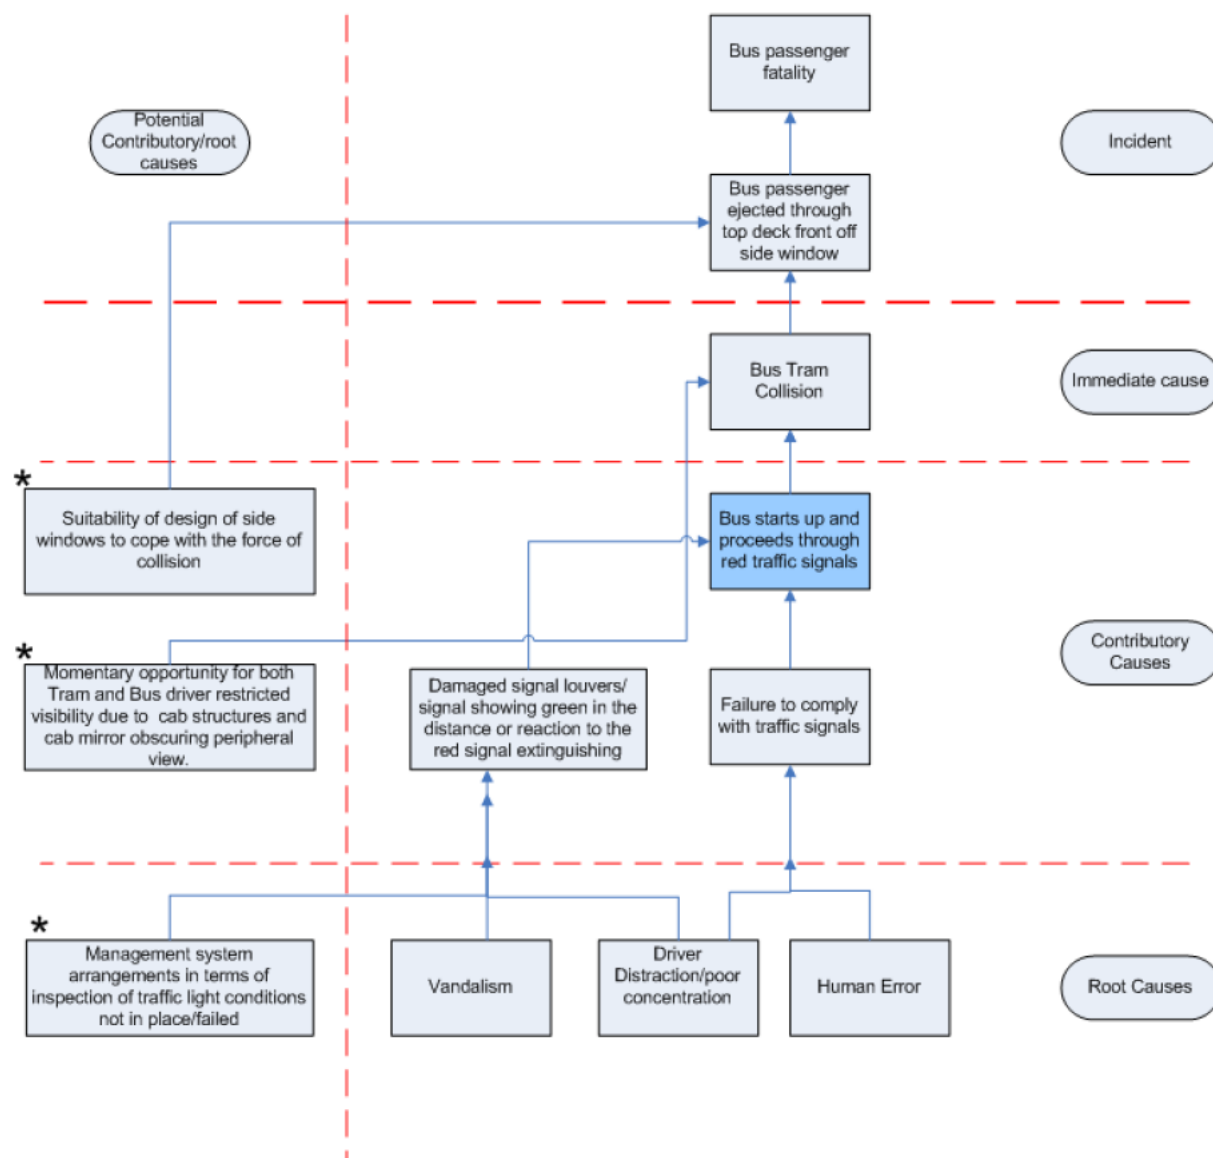 Bus passenger
fatality
Potential
Contributory/root
causes
Incident
Bus passenger
ejected through
top deck front off
side window
Bus Tram
Collision
Immediate cause
*
Suitability of design of side
windows to cope with the force of
collision
Bus starts up and
proceeds through
red traffic signals
*
Momentary opportunity for both
Tram and Bus driver restricted
visibility due to cab structures and
cab mirror obscuring peripheral
view.
Damaged signal louvers/
signal showing green in the
distance or reaction to the
red signal extinguishing
Failure to comply
with traffic signals
Contributory
Causes
*
Management system
arrangements in terms of
inspection of traffic light conditions
not in place/failed
Vandalism
Driver
Distraction/poor
concentration
Human Error
Root Causes